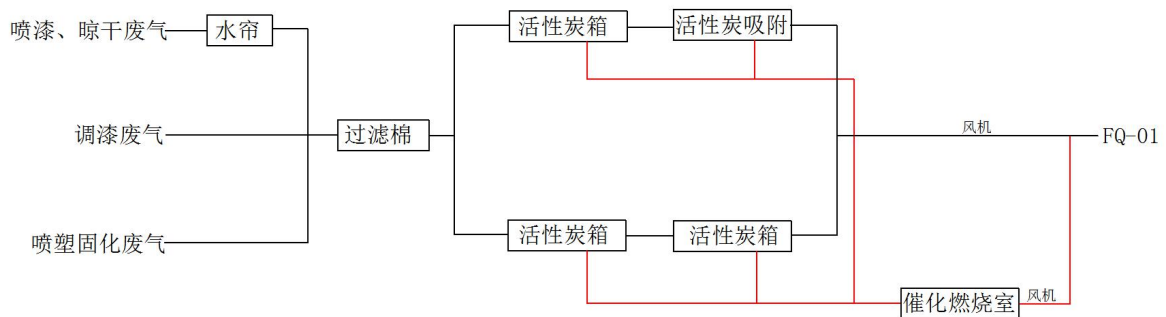 喷漆、晾干废气
水帘
活性炭箱
活性炭吸附
调漆废气
过滤棉
风机
FQ-01
喷塑固化废气
活性炭箱
活性炭箱
催化燃烧室
风机